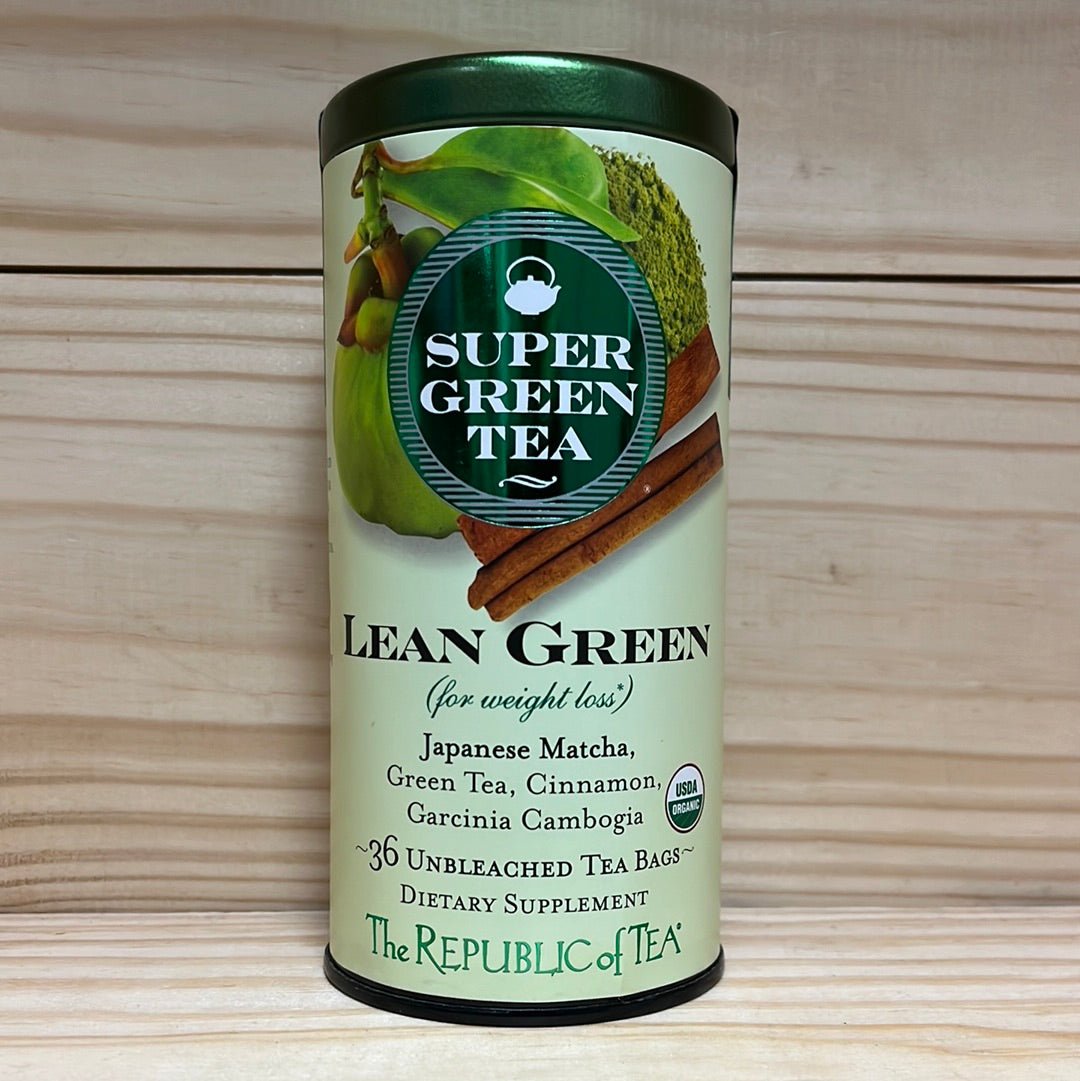 SUPER
GREEN
TEA
LEAN GREEN
(for weight loss*)
Japanese Matcha,
Green Tea, Cinnamon,
Garcinia Cambogia
USDA
ORGANIC
~36 UNBLEACHED TEA BAGS~
DIETARY SUPPLEMENT
The REPUBLIC of TEA®